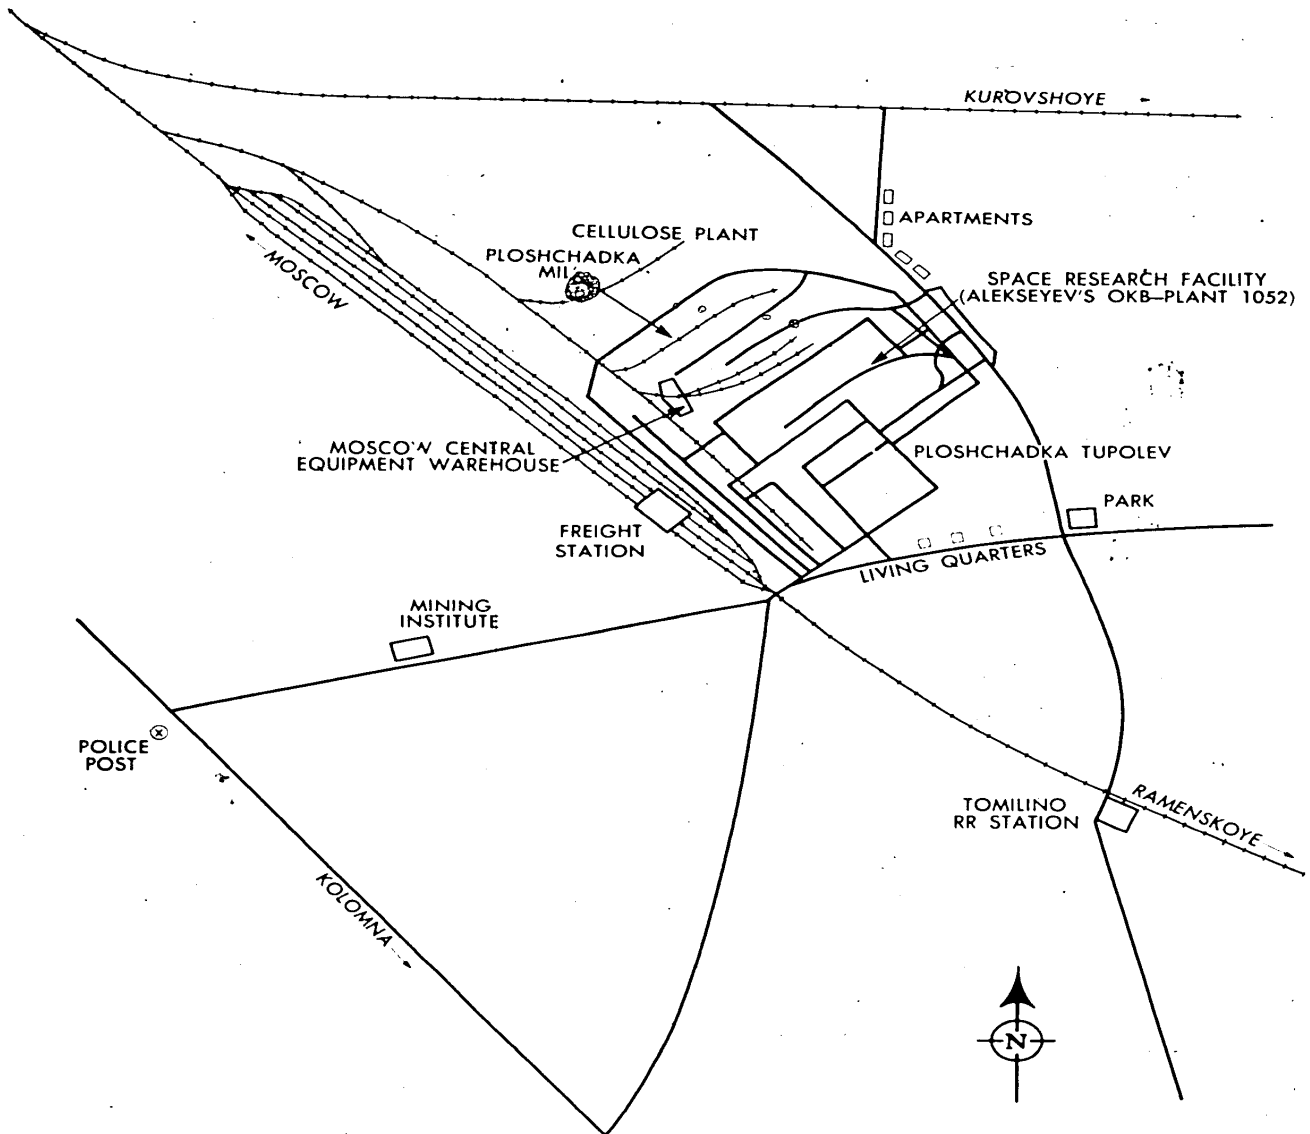 KUROVSHOYE
APARTMENTS
CELLULOSE PLANT
PLOSHCHADKA
MIL
MOSCOW
SPACE RESEARCH FACILITY
(ALEKSEYEV'S OKB–PLANT 1052)
MOSCOW CENTRAL
EQUIPMENT WAREHOUSE
PLOSHCHADKA TUPOLEV
PARK
FREIGHT
STATION
LIVING QUARTERS
MINING
INSTITUTE
POLICE
POST
TOMILINO
RR STATION
RAMENSKOYE
KOLOMNA
N